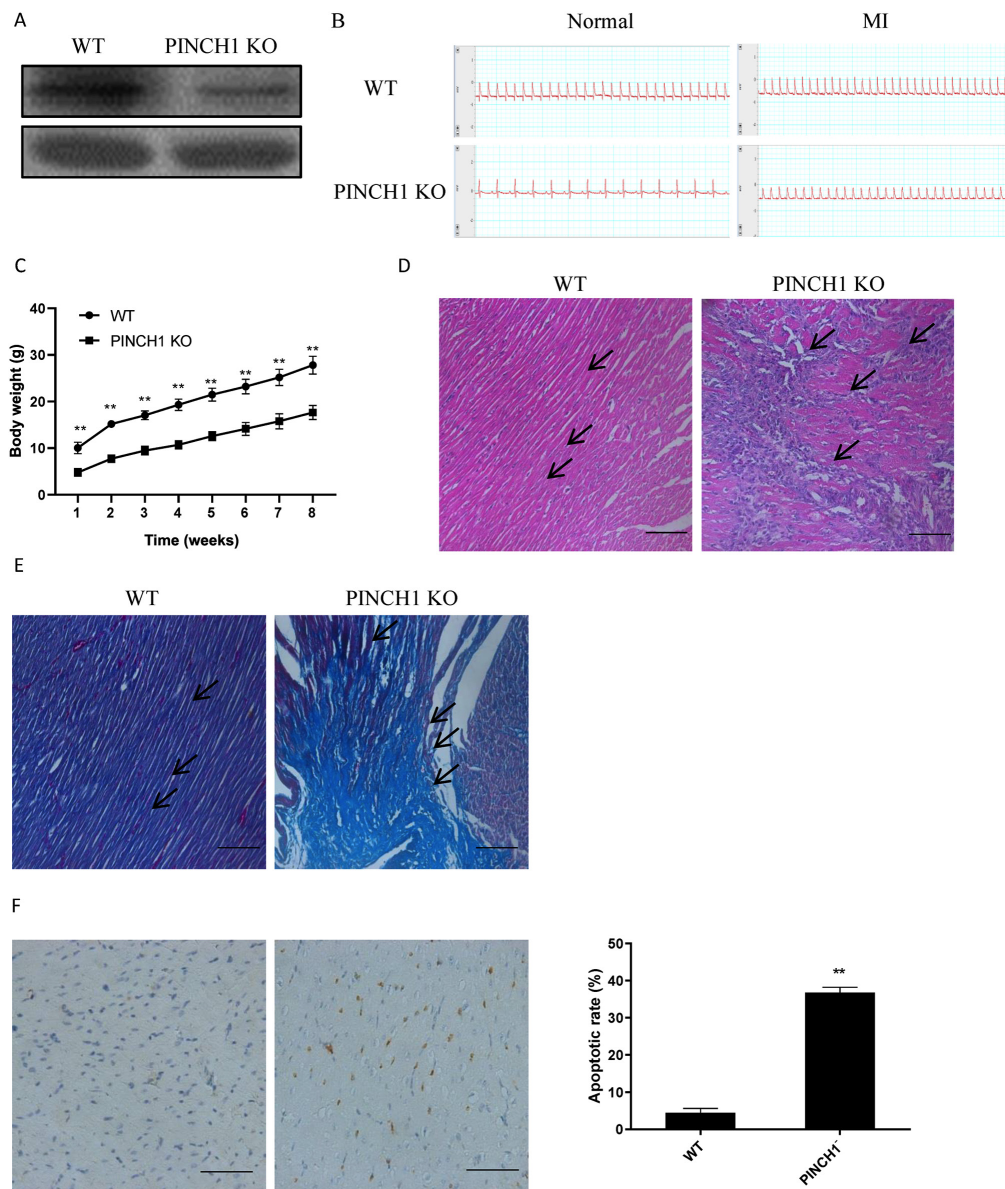 A
WT PINCH1 KO
B
Normal MI
WT
PINCH1 KO
C
40
30
20
10
0
Body weight (g)
WT
PINCH1 KO
** ** ** ** ** ** ** **
1 2 3 4 5 6 7 8
Time (weeks)
D
WT PINCH1 KO
E
WT PINCH1 KO
F
50
40
30
20
10
0
Apoptotic rate (%)
**
WT PINCH1-